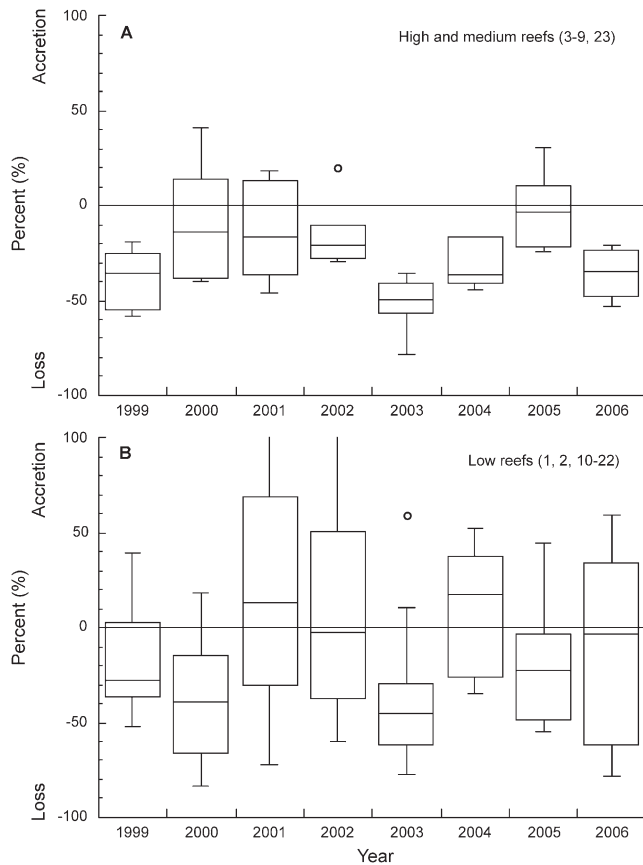 100
A
High and medium reefs (3-9, 23)
Accretion
50
Percent (%)
0
-50
Loss
-100
1999 2000 2001 2002 2003 2004 2005 2006
100
B
Low reefs (1, 2, 10-22)
Accretion
50
Percent (%)
0
-50
Loss
-100
1999 2000 2001 2002 2003 2004 2005 2006
Year